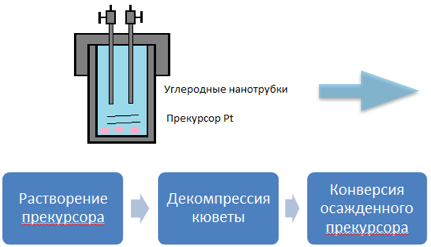 Углеродные нанотрубки
Прекурсор Pt
Растворение
прекурсора
Декомпрессия
кюветы
Конверсия
осажденного
прекурсора